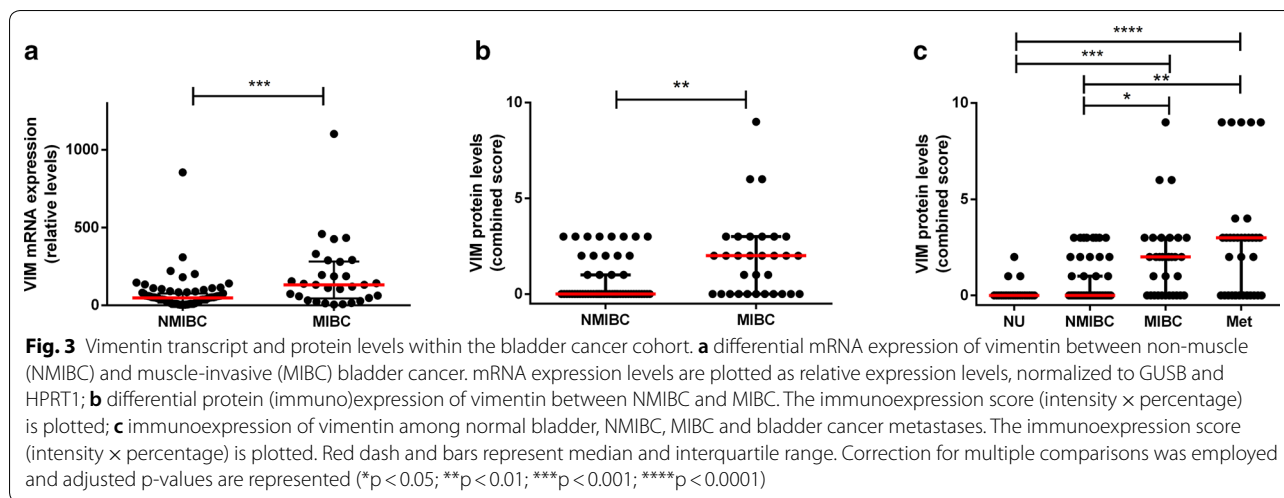 a
b
c
***
**
****
***
**
*
VIM mRNA expression
(relative levels)
1000
500
0
NMIBC
MIBC
VIM protein levels
(combined score)
10
5
0
NMIBC
MIBC
VIM protein levels
(combined score)
10
5
0
NU
NMIBC
MIBC
Met
Fig. 3 Vimentin transcript and protein levels within the bladder cancer cohort. a differential mRNA expression of vimentin between non-muscle
(NMIBC) and muscle-invasive (MIBC) bladder cancer. mRNA expression levels are plotted as relative expression levels, normalized to GUSB and
HPRT1; b differential protein (immuno)expression of vimentin between NMIBC and MIBC. The immunoexpression score (intensity × percentage)
is plotted; c immunoexpression of vimentin among normal bladder, NMIBC, MIBC and bladder cancer metastases. The immunoexpression score
(intensity × percentage) is plotted. Red dash and bars represent median and interquartile range. Correction for multiple comparisons was employed
and adjusted p-values are represented (*p < 0.05; **p < 0.01; ***p < 0.001; ****p < 0.0001)